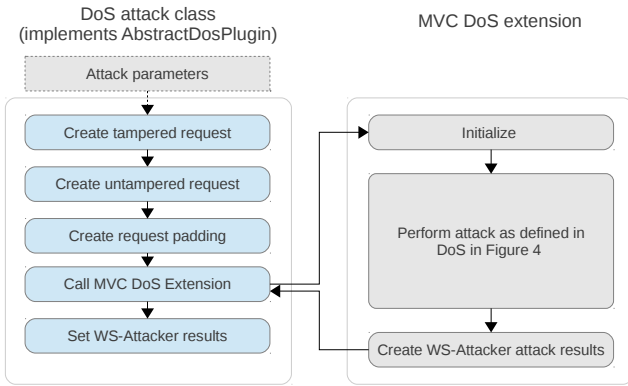 DoS attack class
(implements AbstractDosPlugin)
Attack parameters
Create tampered request
Create untampered request
Create request padding
Call MVC DoS Extension
Set WS-Attacker results
MVC DoS extension
Initialize
Perform attack as defined in
DoS in Figure 4
Create WS-Attacker attack results